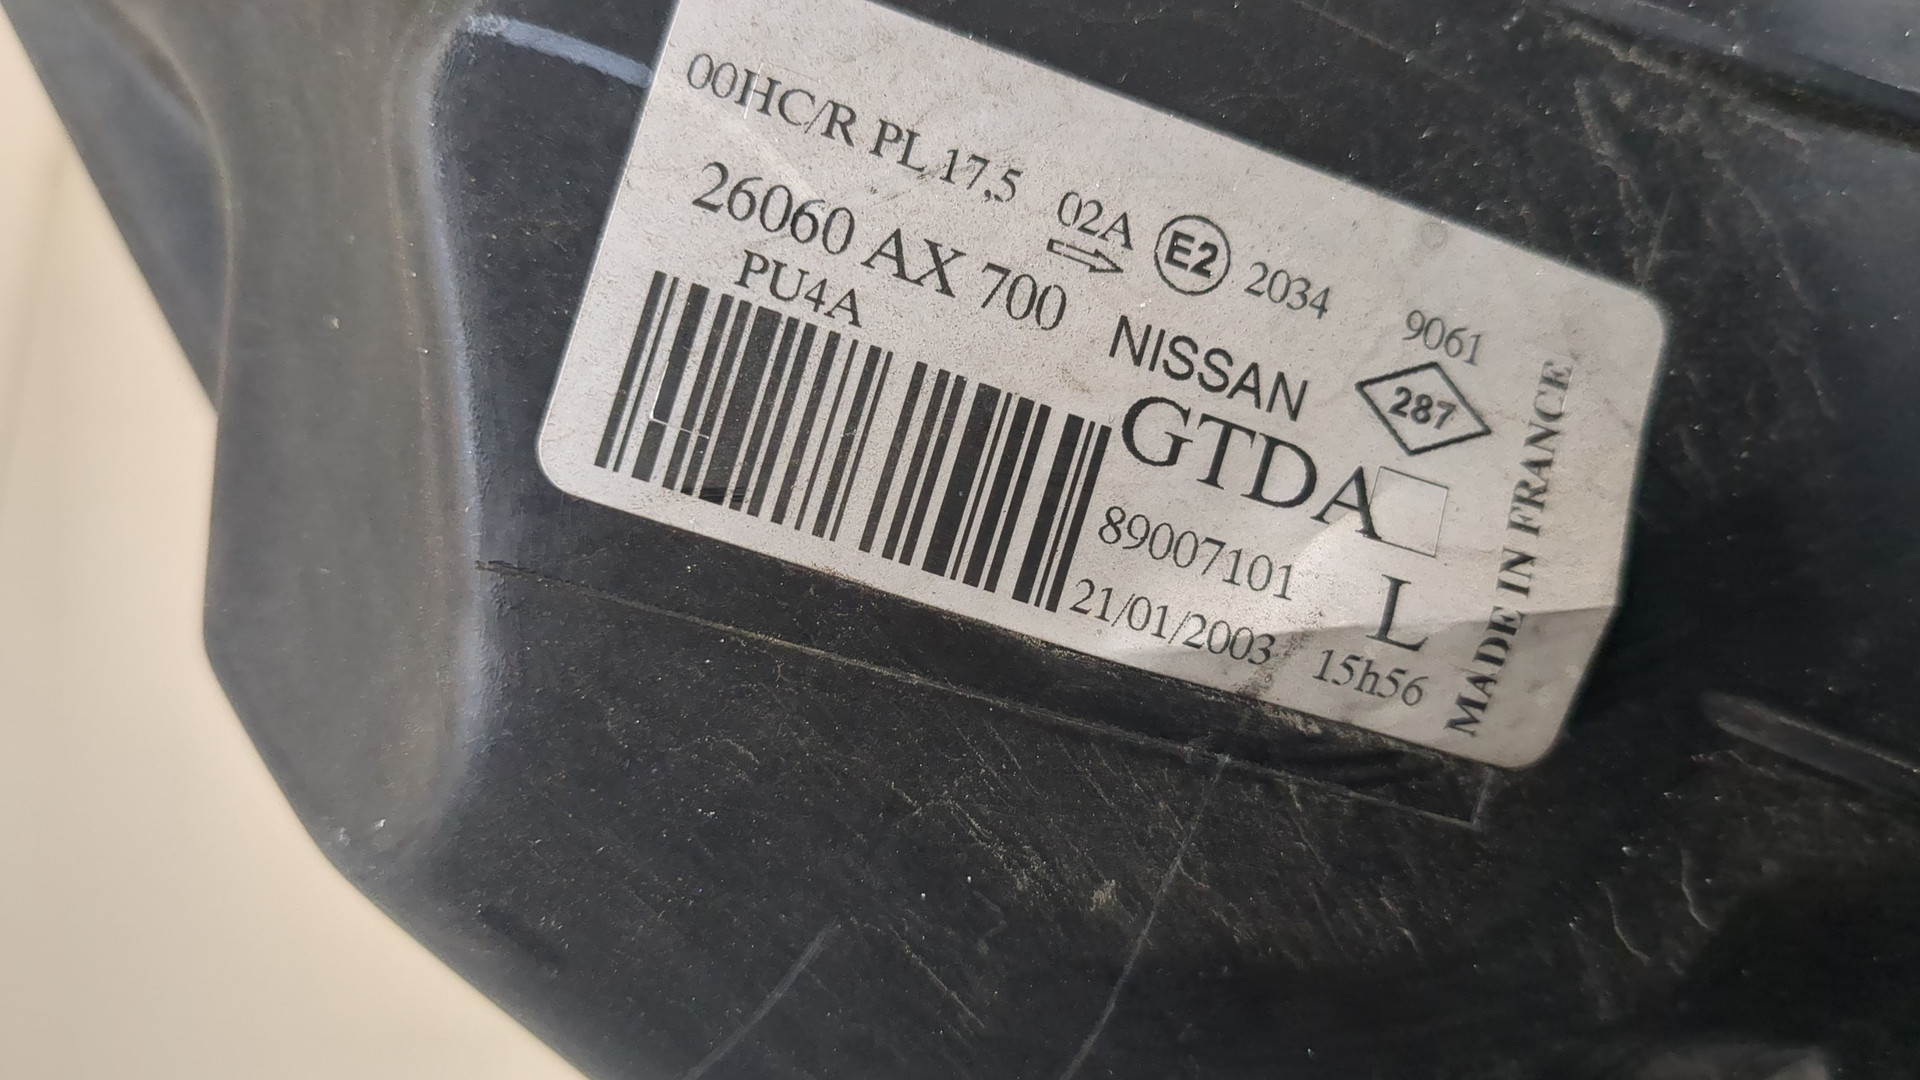 00HC/R PL 17,5 02A E2 2034 9061
26060 AX 700 NISSAN 287
PU4A GTDA
89007101 L
21/01/2003 15h56
MADE IN FRANCE